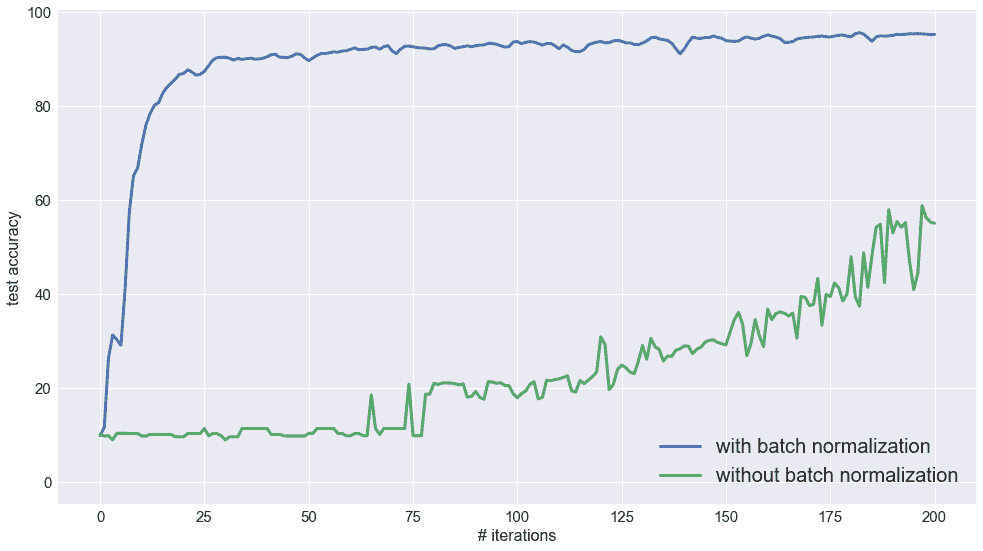 100
80
60
40
20
0
test accuracy
with batch normalization
without batch normalization
0 25 50 75 100 125 150 175 200
# iterations